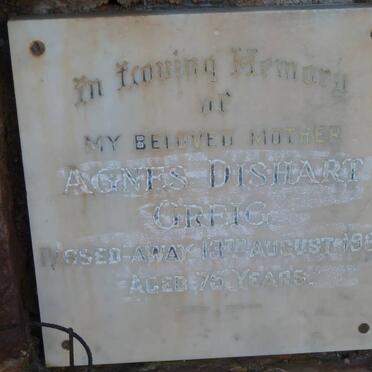 In Loving Memory
of
MY BELOVED MOTHER
AGNES DISHART
GREIG
PASSED AWAY 13TH AUGUST
AGED 75 YEARS